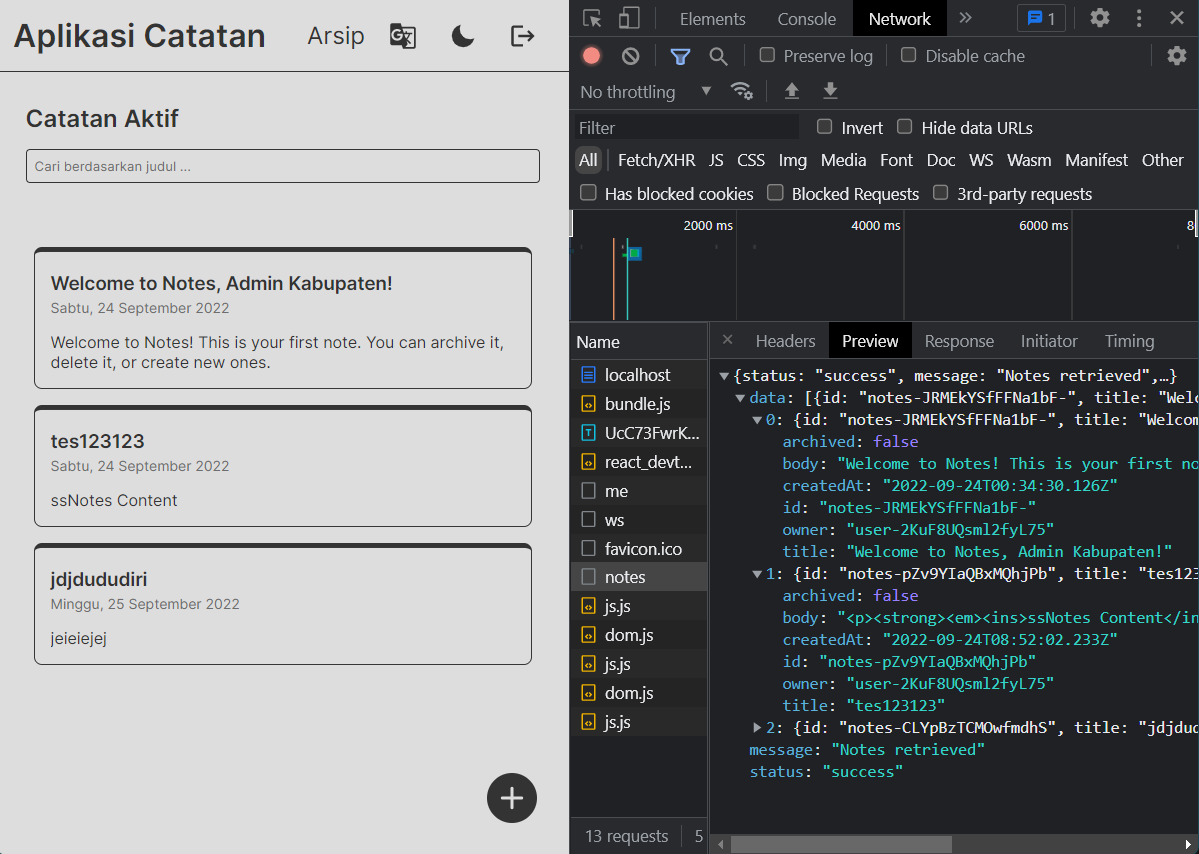 Aplikasi Catatan
Arsip
Catatan Aktif
Cari berdasarkan judul ...
Welcome to Notes, Admin Kabupaten!
Sabtu, 24 September 2022
Welcome to Notes! This is your first note. You can archive it,
delete it, or create new ones.
tes123123
Sabtu, 24 September 2022
ssNotes Content
jdjdududiri
Minggu, 25 September 2022
jeieiejej
Elements Console Network 1
Preserve log Disable cache
No throttling
Filter Invert Hide data URLs
All Fetch/XHR JS CSS Img Media Font Doc WS Wasm Manifest Other
Has blocked cookies Blocked Requests 3rd-party requests
2000 ms 4000 ms 6000 ms 8
Name
localhost
bundle.js
UcC73FwrK...
react_devt...
me
ws
favicon.ico
notes
js.js
dom.js
js.js
dom.js
js.js
13 requests 5
Headers Preview Response Initiator Timing
{status: "success", message: "Notes retrieved",…}
data: [{id: "notes-JRMEkYSfFFNa1bF-", title: "Welc
0: {id: "notes-JRMEkYSfFFNa1bF-", title: "Welcom
archived: false
body: "Welcome to Notes! This is your first no
createdAt: "2022-09-24T00:34:30.126Z"
id: "notes-JRMEkYSfFFNa1bF-"
owner: "user-2KuF8UQsml2fyL75"
title: "Welcome to Notes, Admin Kabupaten!"
1: {id: "notes-pZv9YIaQBxMQhjPb", title: "tes123
archived: false
body: "<p><strong><em><ins>ssNotes Content</in
createdAt: "2022-09-24T08:52:02.233Z"
id: "notes-pZv9YIaQBxMQhjPb"
owner: "user-2KuF8UQsml2fyL75"
title: "tes123123"
2: {id: "notes-CLYpBzTCMOwfmdhS", title: "jdjdud
message: "Notes retrieved"
status: "success"